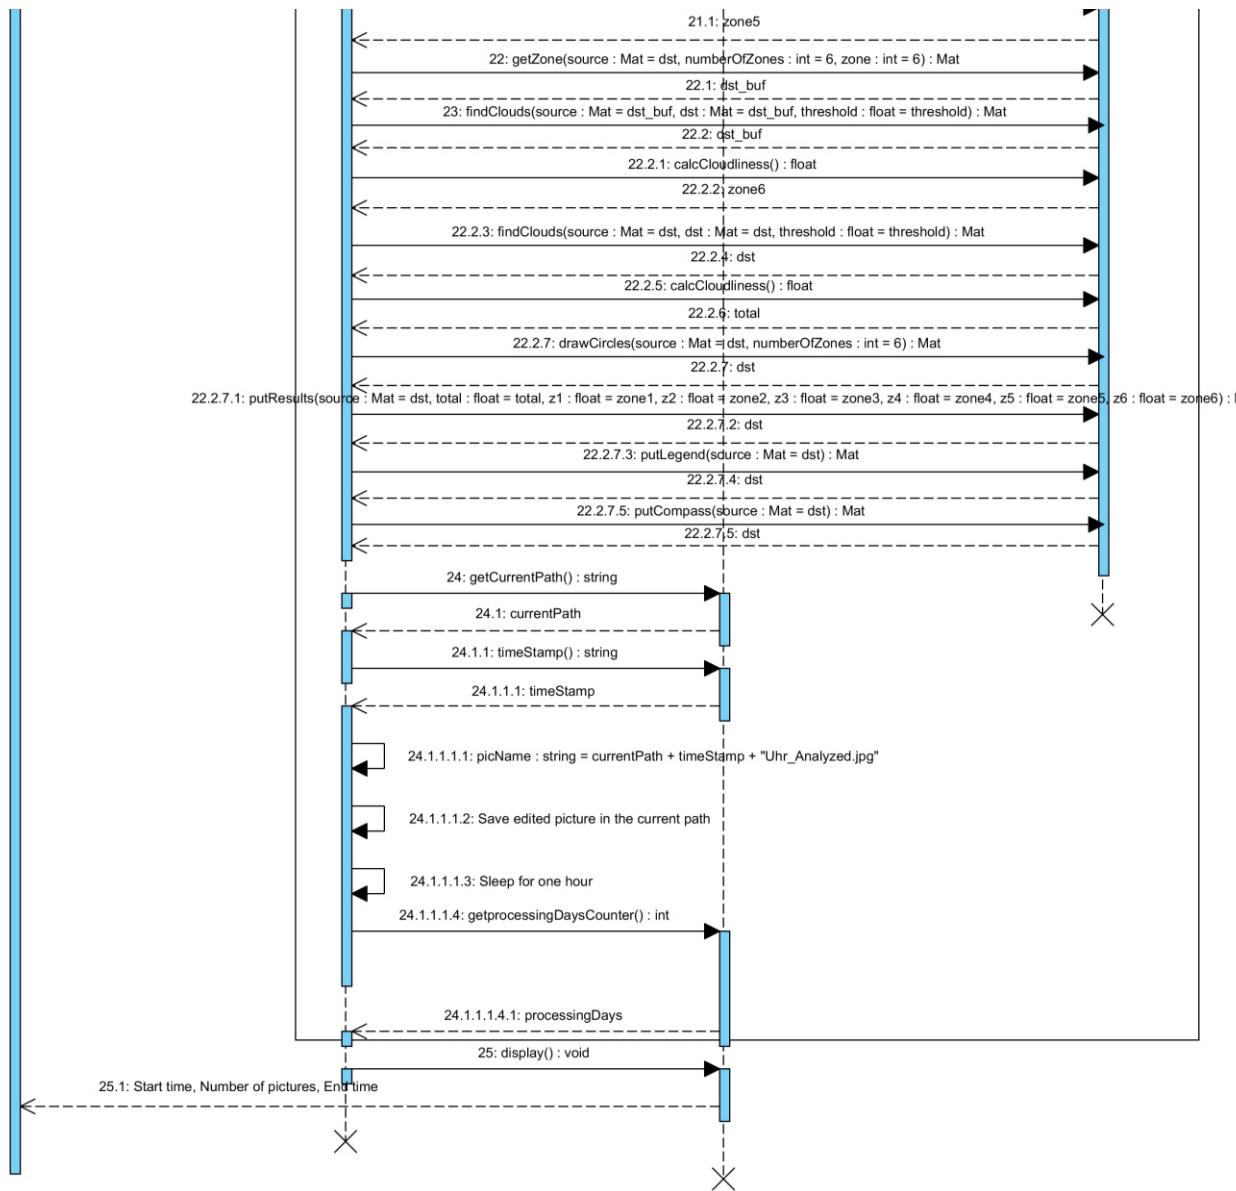 21.1: zone5
22: getZone(source : Mat = dst, numberOfZones : int = 6, zone : int = 6) : Mat
22.1: dst_buf
23: findClouds(source : Mat = dst_buf, dst : Mat = dst_buf, threshold : float = threshold) : Mat
22.2: dst_buf
22.2.1: calcCloudliness() : float
22.2.2: zone6
22.2.3: findClouds(source : Mat = dst, dst : Mat = dst, threshold : float = threshold) : Mat
22.2.4: dst
22.2.5: calcCloudliness() : float
22.2.6: total
22.2.7: drawCircles(source : Mat = dst, numberOfZones : int = 6) : Mat
22.2.7: dst
22.2.7.1: putResults(source : Mat = dst, total : float = total, z1 : float = zone1, z2 : float = zone2, z3 : float = zone3, z4 : float = zone4, z5 : float = zone5, z6 : float = zone6) :
22.2.7.2: dst
22.2.7.3: putLegend(source : Mat = dst) : Mat
22.2.7.4: dst
22.2.7.5: putCompass(source : Mat = dst) : Mat
22.2.7.5: dst
24: getCurrentPath() : string
24.1: currentPath
24.1.1: timeStamp() : string
24.1.1.1: timeStamp
24.1.1.1.1: picName : string = currentPath + timeStamp + "Uhr_Analyzed.jpg"
24.1.1.1.2: Save edited picture in the current path
24.1.1.1.3: Sleep for one hour
24.1.1.1.4: getprocessingDaysCounter() : int
24.1.1.1.4.1: processingDays
25: display() : void
25.1: Start time, Number of pictures, End time